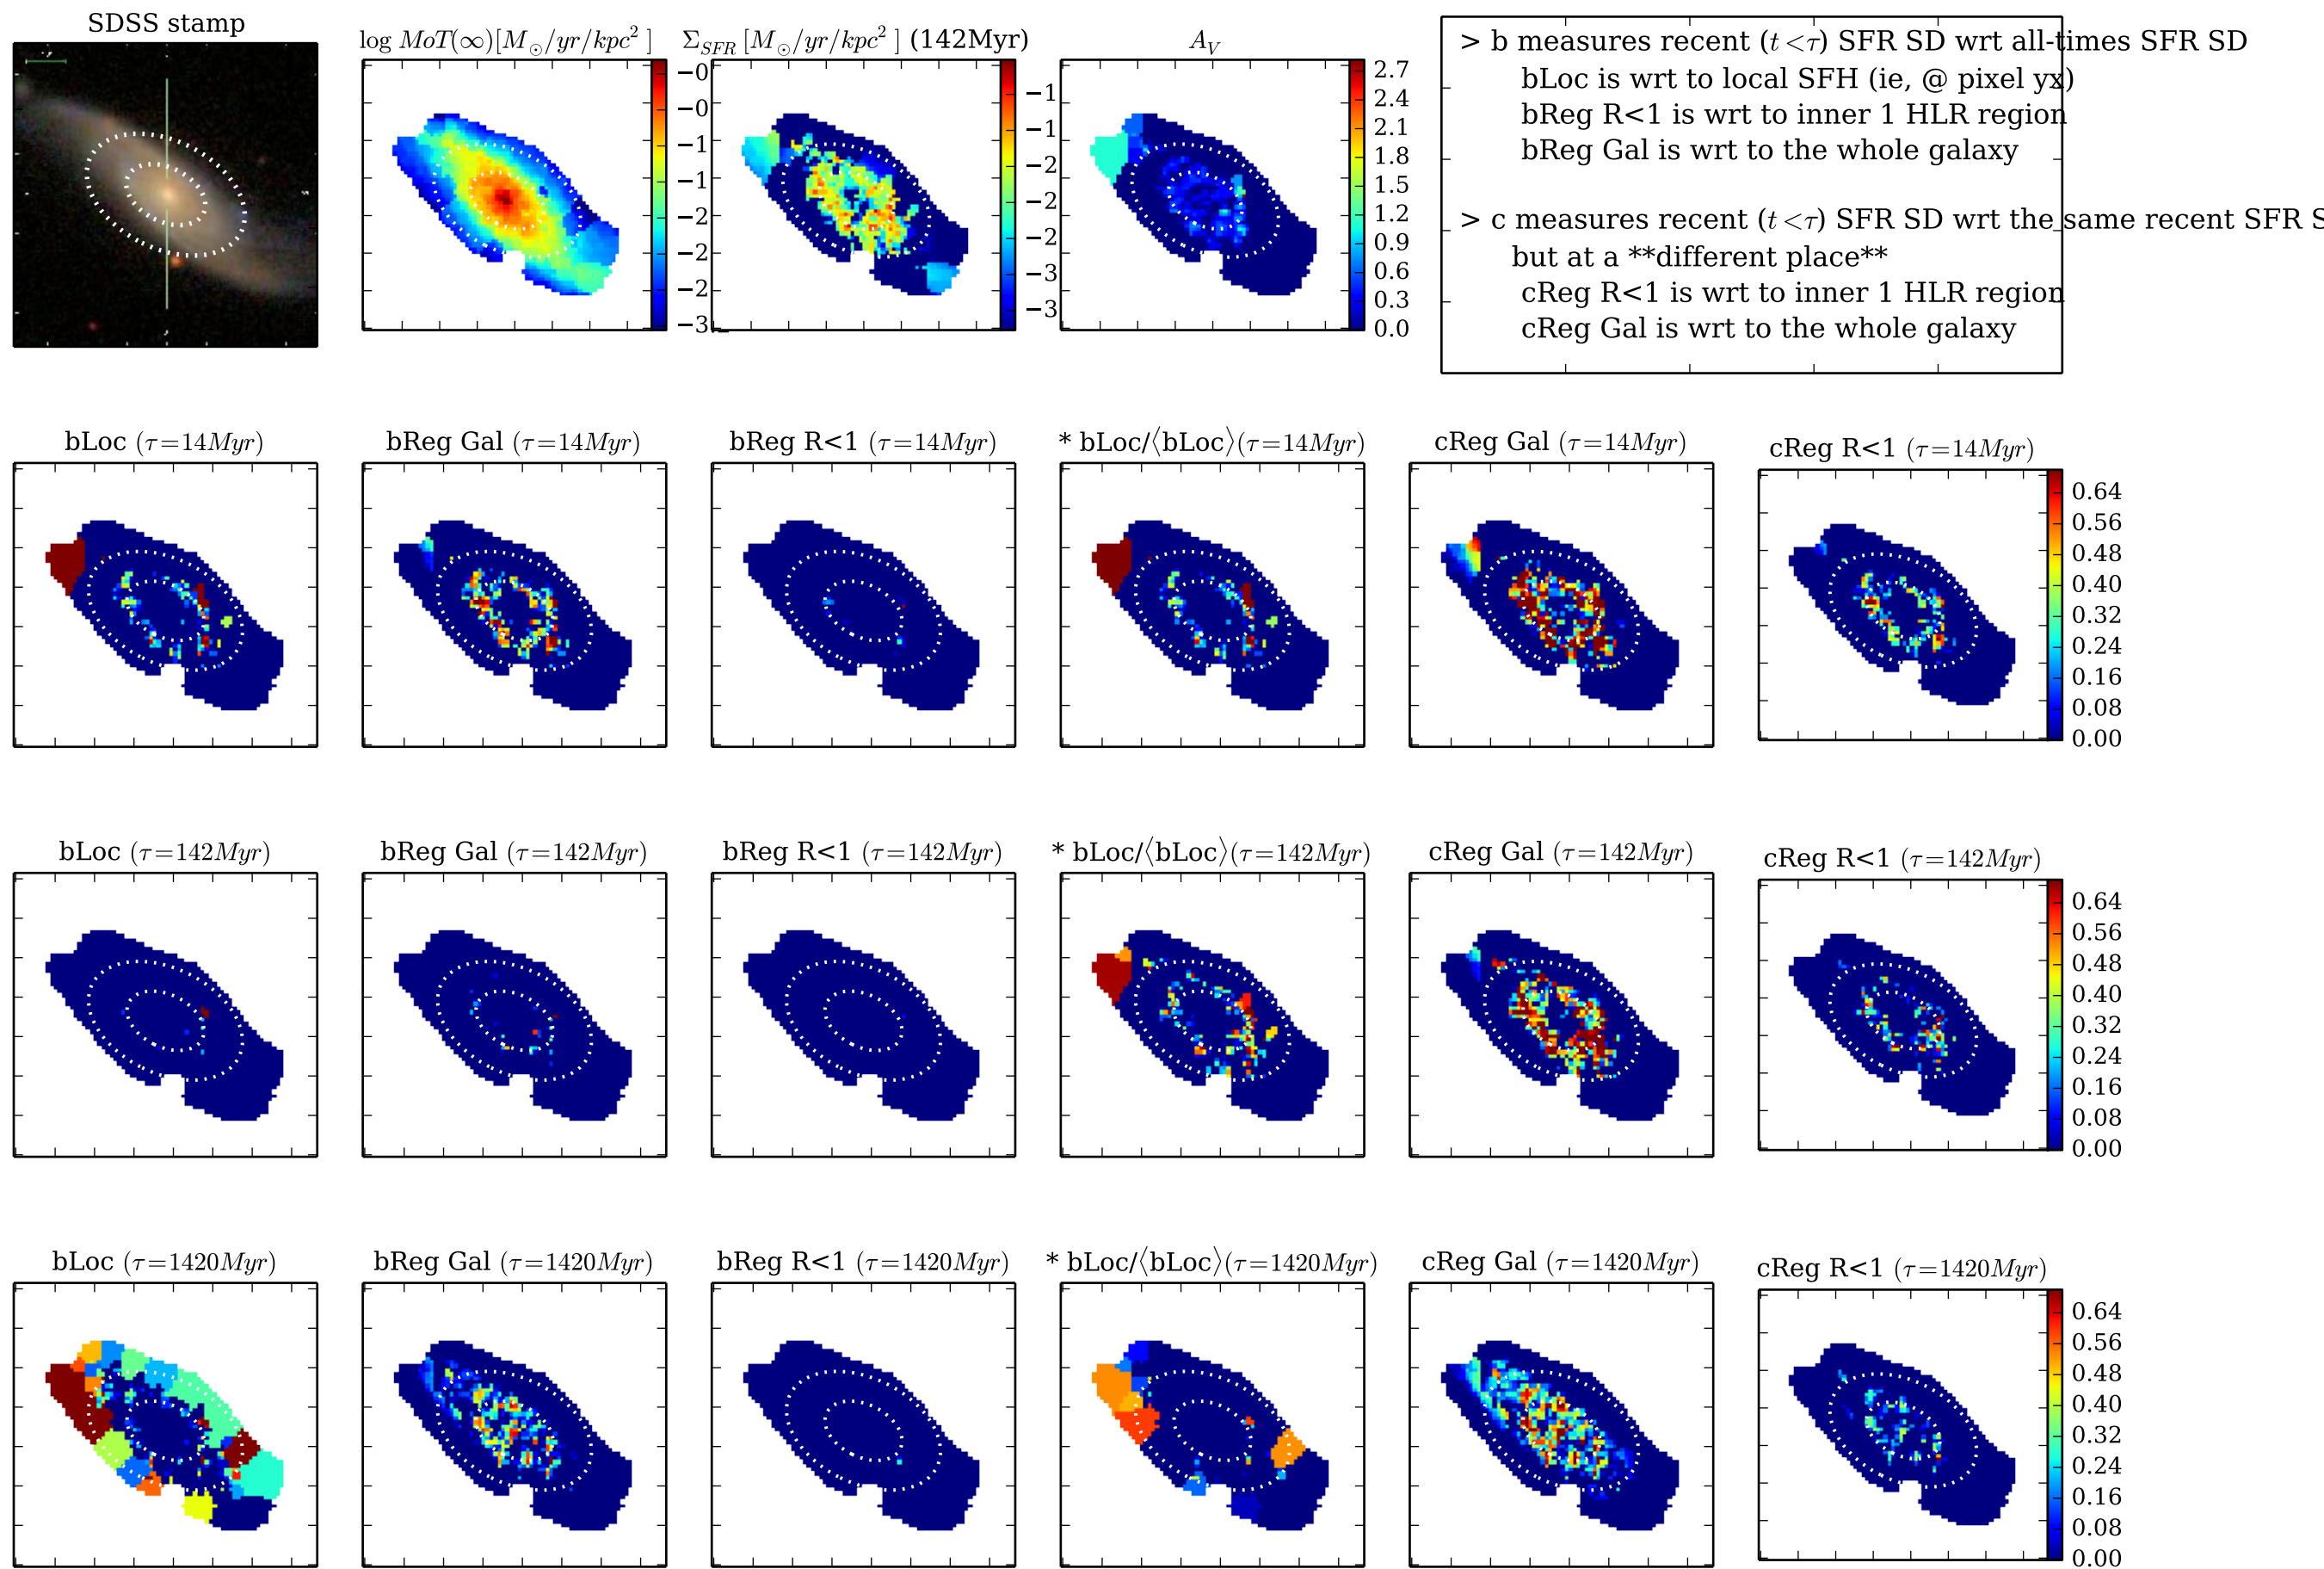 SDSS stamp
log MoT(∞)[M☉/yr/kpc²]
Σ_SFR [M☉/yr/kpc²] (142Myr)
A_V
−0
−0
−1
−1
−2
−2
−2
−3
−1
−1
−2
−2
−2
−3
−3
2.7
2.4
2.1
1.8
1.5
1.2
0.9
0.6
0.3
0.0
> b measures recent (t<τ) SFR SD wrt all-times SFR SD
bLoc is wrt to local SFH (ie, @ pixel yx)
bReg R<1 is wrt to inner 1 HLR region
bReg Gal is wrt to the whole galaxy
> c measures recent (t<τ) SFR SD wrt the same recent SFR S
but at a **different place**
cReg R<1 is wrt to inner 1 HLR region
cReg Gal is wrt to the whole galaxy
bLoc (τ=14Myr)
bReg Gal (τ=14Myr)
bReg R<1 (τ=14Myr)
* bLoc/⟨bLoc⟩(τ=14Myr)
cReg Gal (τ=14Myr)
cReg R<1 (τ=14Myr)
0.64
0.56
0.48
0.40
0.32
0.24
0.16
0.08
0.00
bLoc (τ=142Myr)
bReg Gal (τ=142Myr)
bReg R<1 (τ=142Myr)
* bLoc/⟨bLoc⟩(τ=142Myr)
cReg Gal (τ=142Myr)
cReg R<1 (τ=142Myr)
0.64
0.56
0.48
0.40
0.32
0.24
0.16
0.08
0.00
bLoc (τ=1420Myr)
bReg Gal (τ=1420Myr)
bReg R<1 (τ=1420Myr)
* bLoc/⟨bLoc⟩(τ=1420Myr)
cReg Gal (τ=1420Myr)
cReg R<1 (τ=1420Myr)
0.64
0.56
0.48
0.40
0.32
0.24
0.16
0.08
0.00